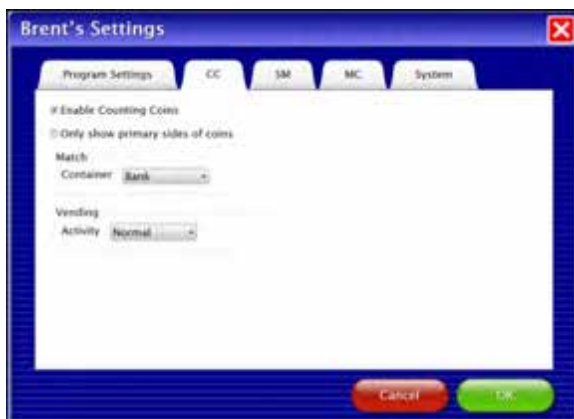 Brent's Settings
Program Settings CC SM MC System
Enable Counting Coins
Only show primary sides of coins
Match
Container Bank
Vending
Activity Normal
Cancel OK